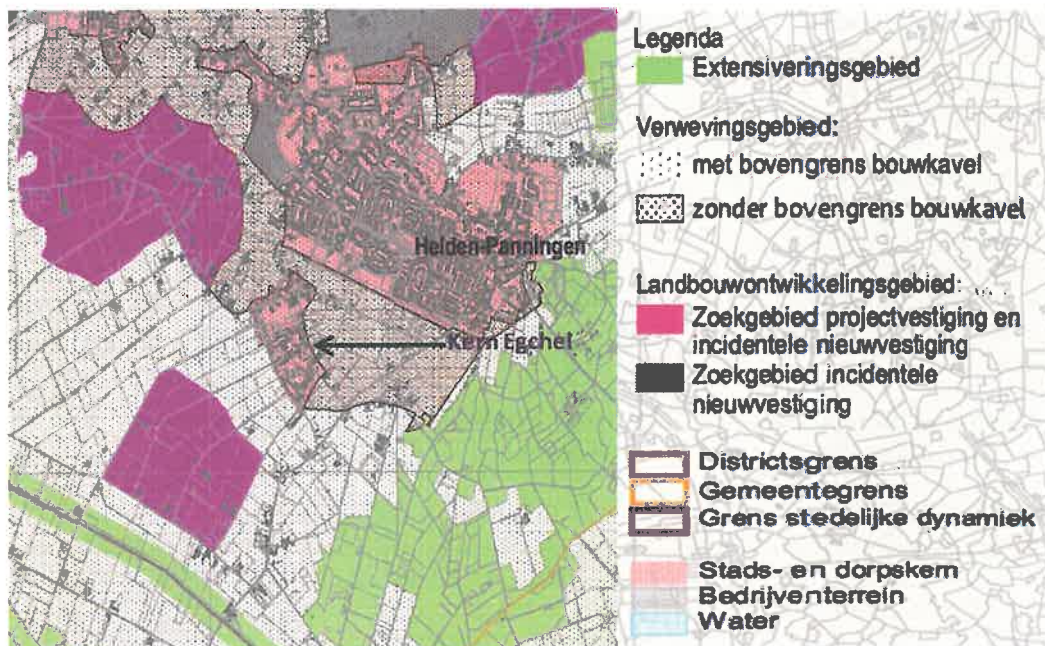 Helden-Panningen
Kern Egchel
Legenda
Extensiveringsgebied
Verwevingsgebied:
met bovengrens bouwkavel
zonder bovengrens bouwkavel
Landbouwontwikkelingsgebied:
Zoekgebied projectvestiging en
incidentele nieuwvestiging
Zoekgebied incidentele
nieuwvestiging
Districtsgrens
Gemeentegrens
Grens stedelijke dynamiek
Stads- en dorpskern
Bedrijventerrein
Water